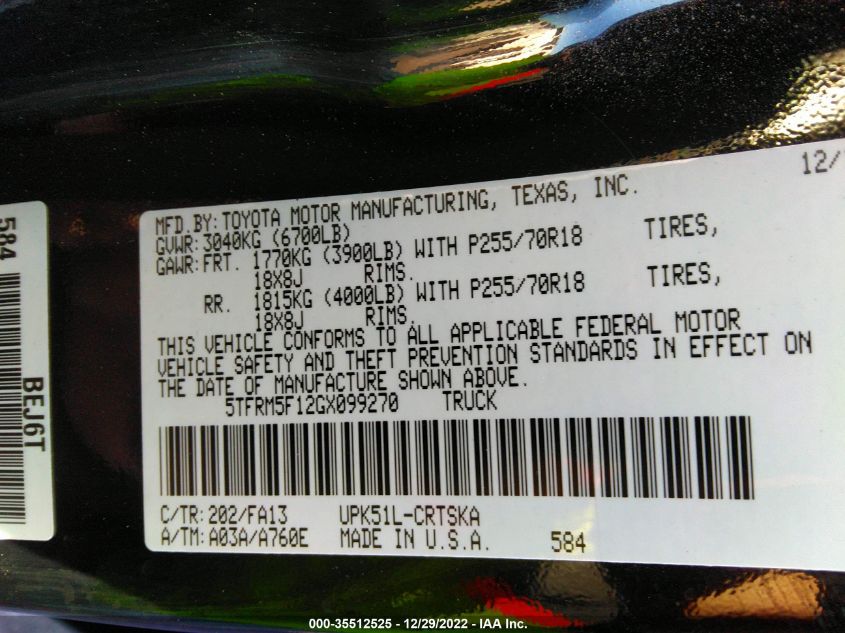 12/
MFD.BY:TOYOTA MOTOR MANUFACTURING, TEXAS, INC.
GVWR:3040KG (6700LB)
GAWR:FRT. 1770KG (3900LB) WITH P255/70R18 TIRES,
18X8J RIMS.
RR. 1815KG (4000LB) WITH P255/70R18 TIRES,
18X8J RIMS.
THIS VEHICLE CONFORMS TO ALL APPLICABLE FEDERAL MOTOR
VEHICLE SAFETY AND THEFT PREVENTION STANDARDS IN EFFECT ON
THE DATE OF MANUFACTURE SHOWN ABOVE.
5TFRM5F12GX099270 TRUCK
C/TR:202/FA13 UPK51L-CRTSKA
A/TM:A03A/A760E MADE IN U.S.A. 584
584
BEJ6T
000-35512525 - 12/29/2022 - IAA Inc.